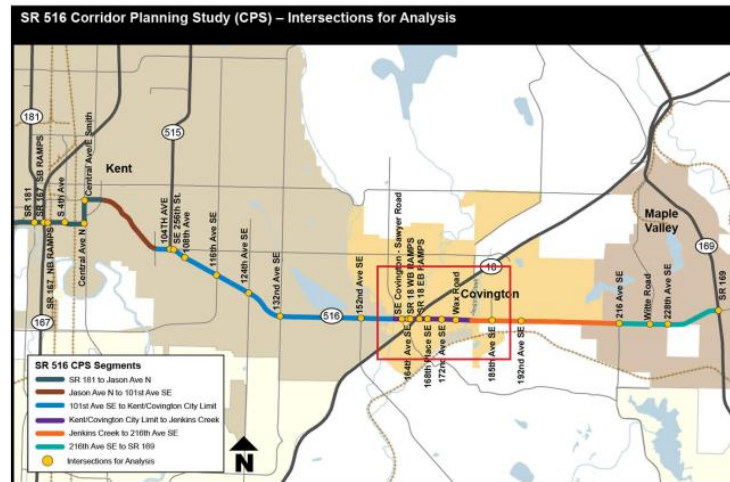 SR 516 Corridor Planning Study (CPS) – Intersections for Analysis
181
SR 181
SR 167, SB RAMPS
SR 167, NB RAMPS
S 4th Ave
Central Ave/E Smith
Central Ave N
Kent
515
104TH AVE
SE 256th St.
108th Ave
116th Ave SE
124th Ave SE
132nd Ave SE
516
152nd Ave SE
SE Covington - Sawyer Road
SR 18 WB RAMPS
SR 18 EB RAMPS
164th Ave SE
168th Place SE
172nd Ave SE
Wax Road
18
Covington
185th Ave SE
192nd Ave SE
216 Ave SE
Witte Road
228th Ave SE
Maple
Valley
169
SR 169
167
SR 516 CPS Segments
SR 181 to Jason Ave N
Jason Ave N to 101st Ave SE
101st Ave SE to Kent/Covington City Limit
Kent/Covington City Limit to Jenkins Creek
Jenkins Creek to 216th Ave SE
216th Ave SE to SR 169
Intersections for Analysis
N